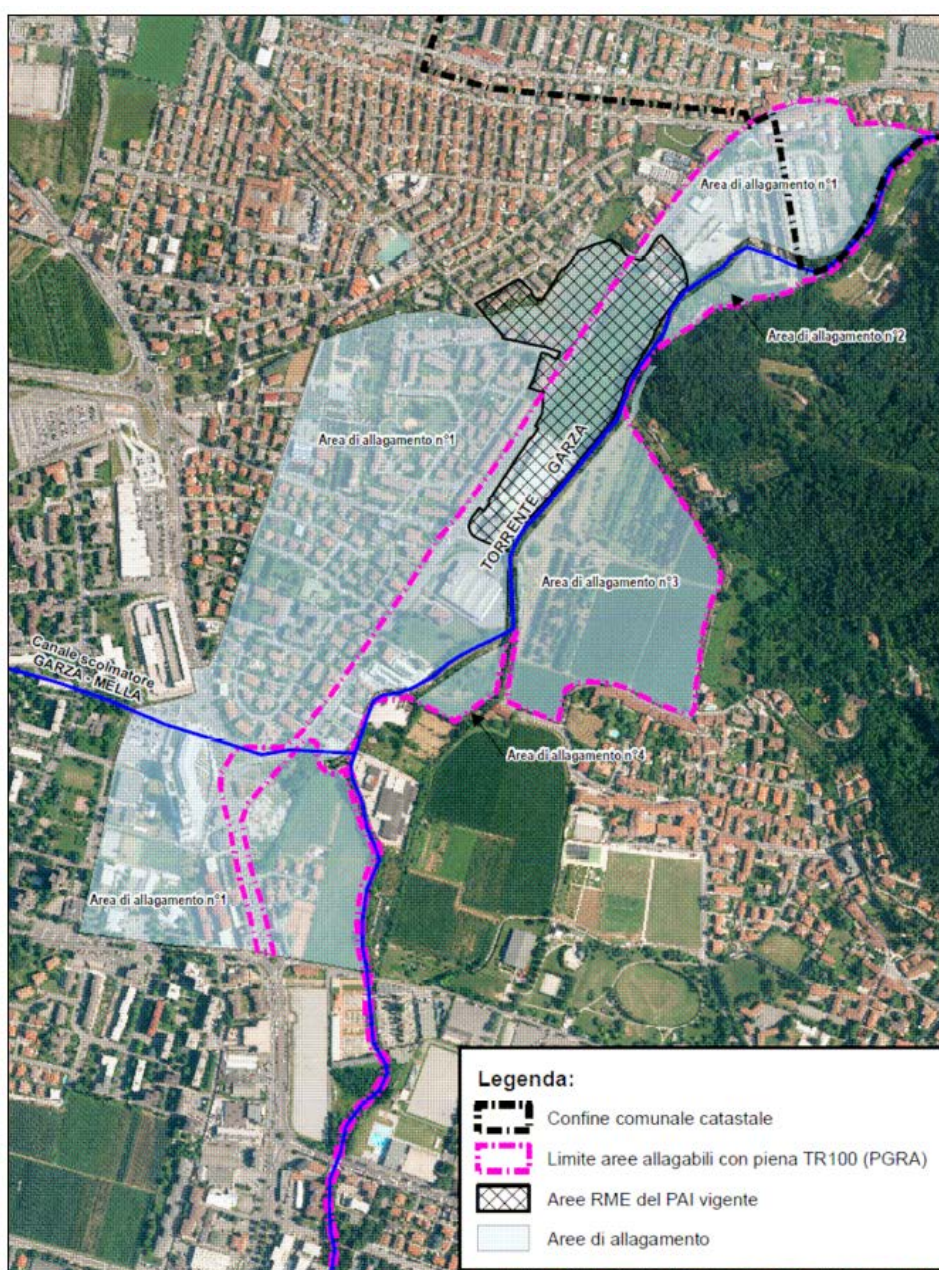 Area di allagamento n°1
Area di allagamento n°2
Area di allagamento n°1
TORRENTE GARZA
Area di allagamento n°3
Canale scolmatore
GARZA - MELLA
Area di allagamento n°4
Area di allagamento n°1
Legenda:
Confine comunale catastale
Limite aree allagabili con piena TR100 (PGRA)
Aree RME del PAI vigente
Aree di allagamento